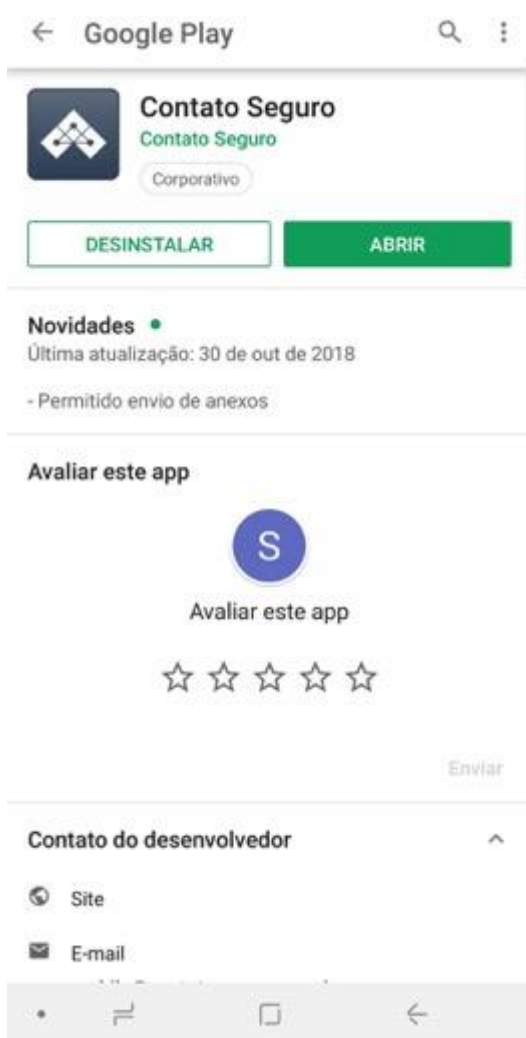 Google Play
Contato Seguro
Contato Seguro
Corporativo
DESINSTALAR
ABRIR
Novidades
Última atualização: 30 de out de 2018
- Permitido envio de anexos
Avaliar este app
S
Avaliar este app
Enviar
Contato do desenvolvedor
Site
E-mail